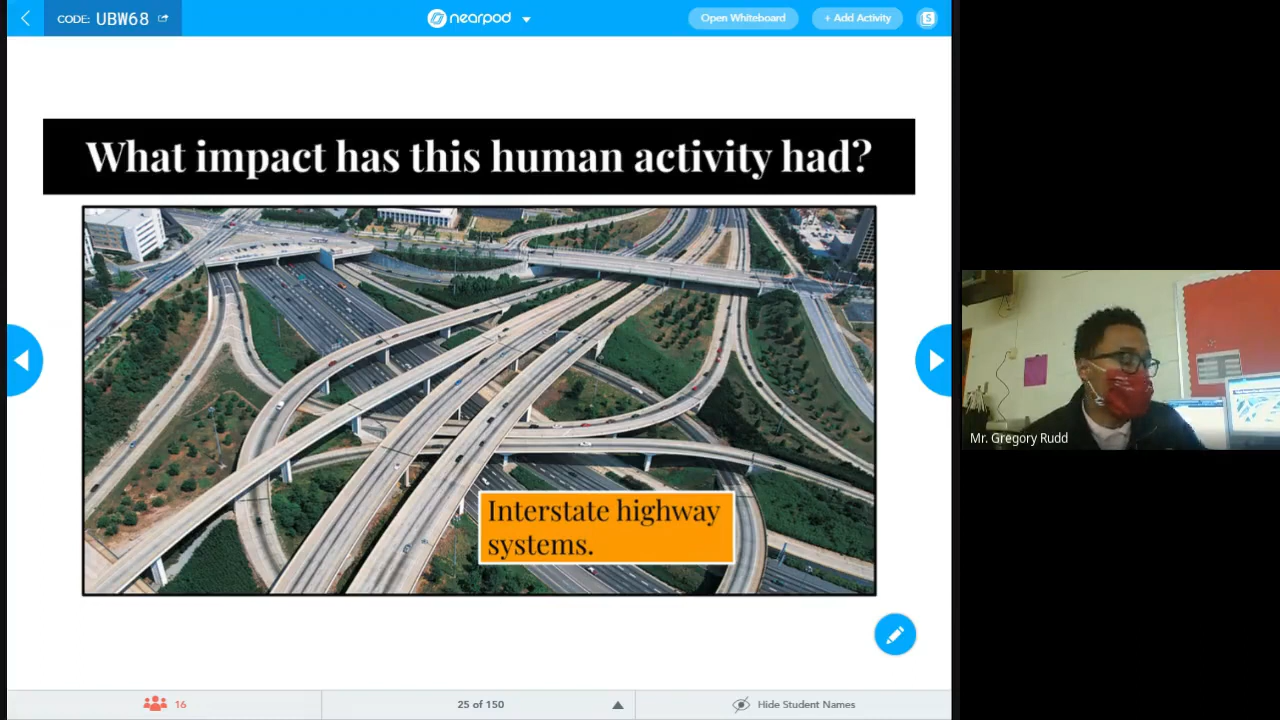 CODE: UBW68
nearpod
Open Whiteboard
+ Add Activity
S
What impact has this human activity had?
Interstate highway
systems.
Mr. Gregory Rudd
16
25 of 150
Hide Student Names